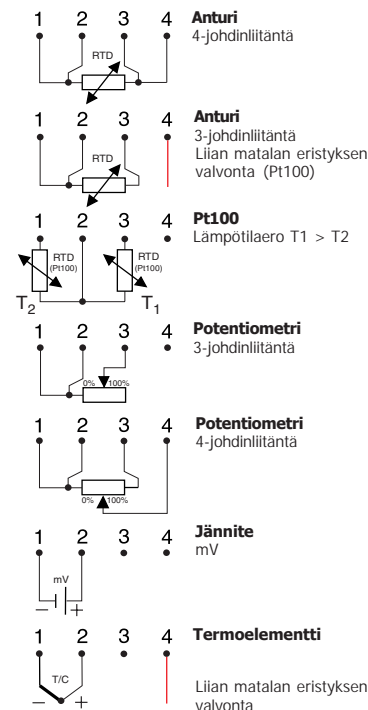 1 2 3 4
Anturi
4-johdinliitäntä
RTD
1 2 3 4
Anturi
3-johdinliitäntä
Liian matalan eristyksen
valvonta (Pt100)
RTD
1 2 3 4
Pt100
Lämpötilaero T1 > T2
RTD
(Pt100)
RTD
(Pt100)
T2
T1
1 2 3 4
Potentiometri
3-johdinliitäntä
0% 100%
1 2 3 4
Potentiometri
4-johdinliitäntä
0% 100%
1 2 3 4
Jännite
mV
mV
– +
1 2 3 4
Termoelementti
T/C
– +
Liian matalan eristyksen
valvonta